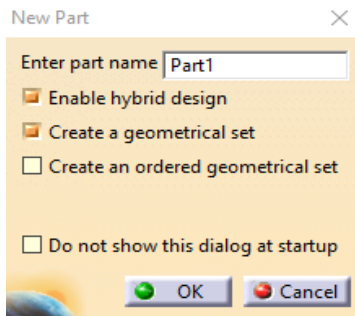 New Part
Enter part name Part1
Enable hybrid design
Create a geometrical set
Create an ordered geometrical set
Do not show this dialog at startup
OK Cancel